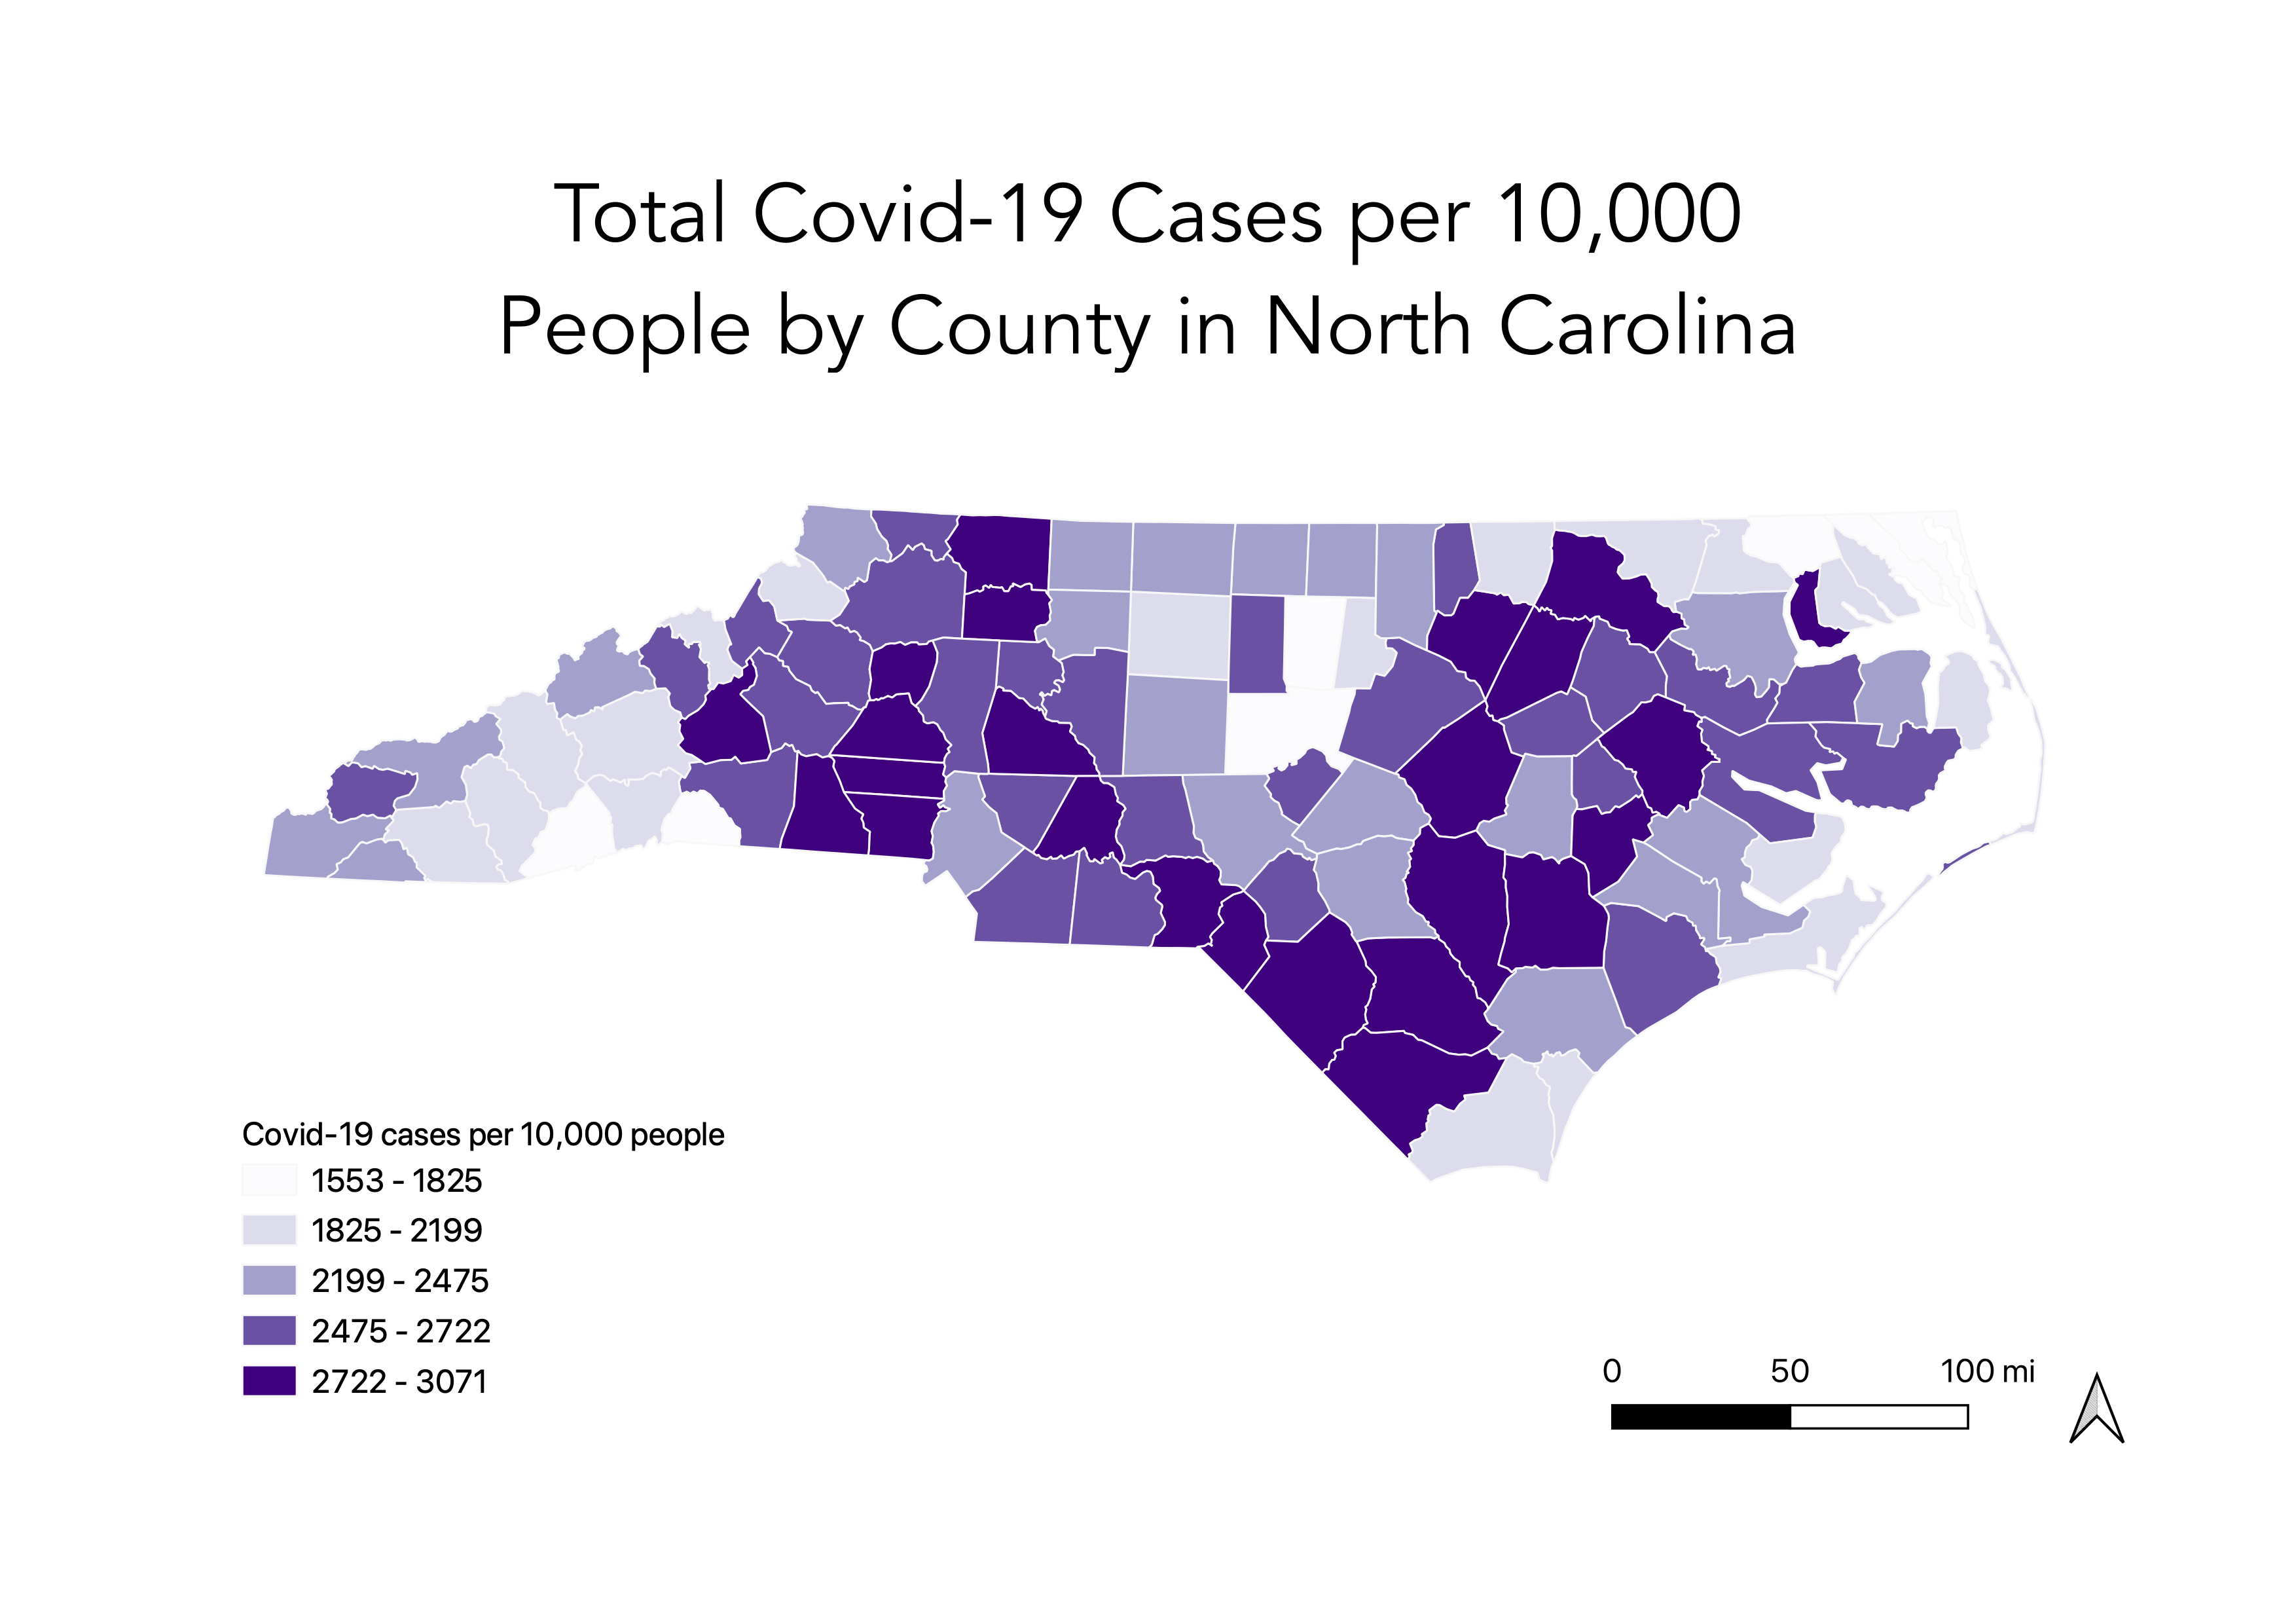 Total Covid-19 Cases per 10,000
People by County in North Carolina
Covid-19 cases per 10,000 people
1553 - 1825
1825 - 2199
2199 - 2475
2475 - 2722
2722 - 3071
0 50 100 mi